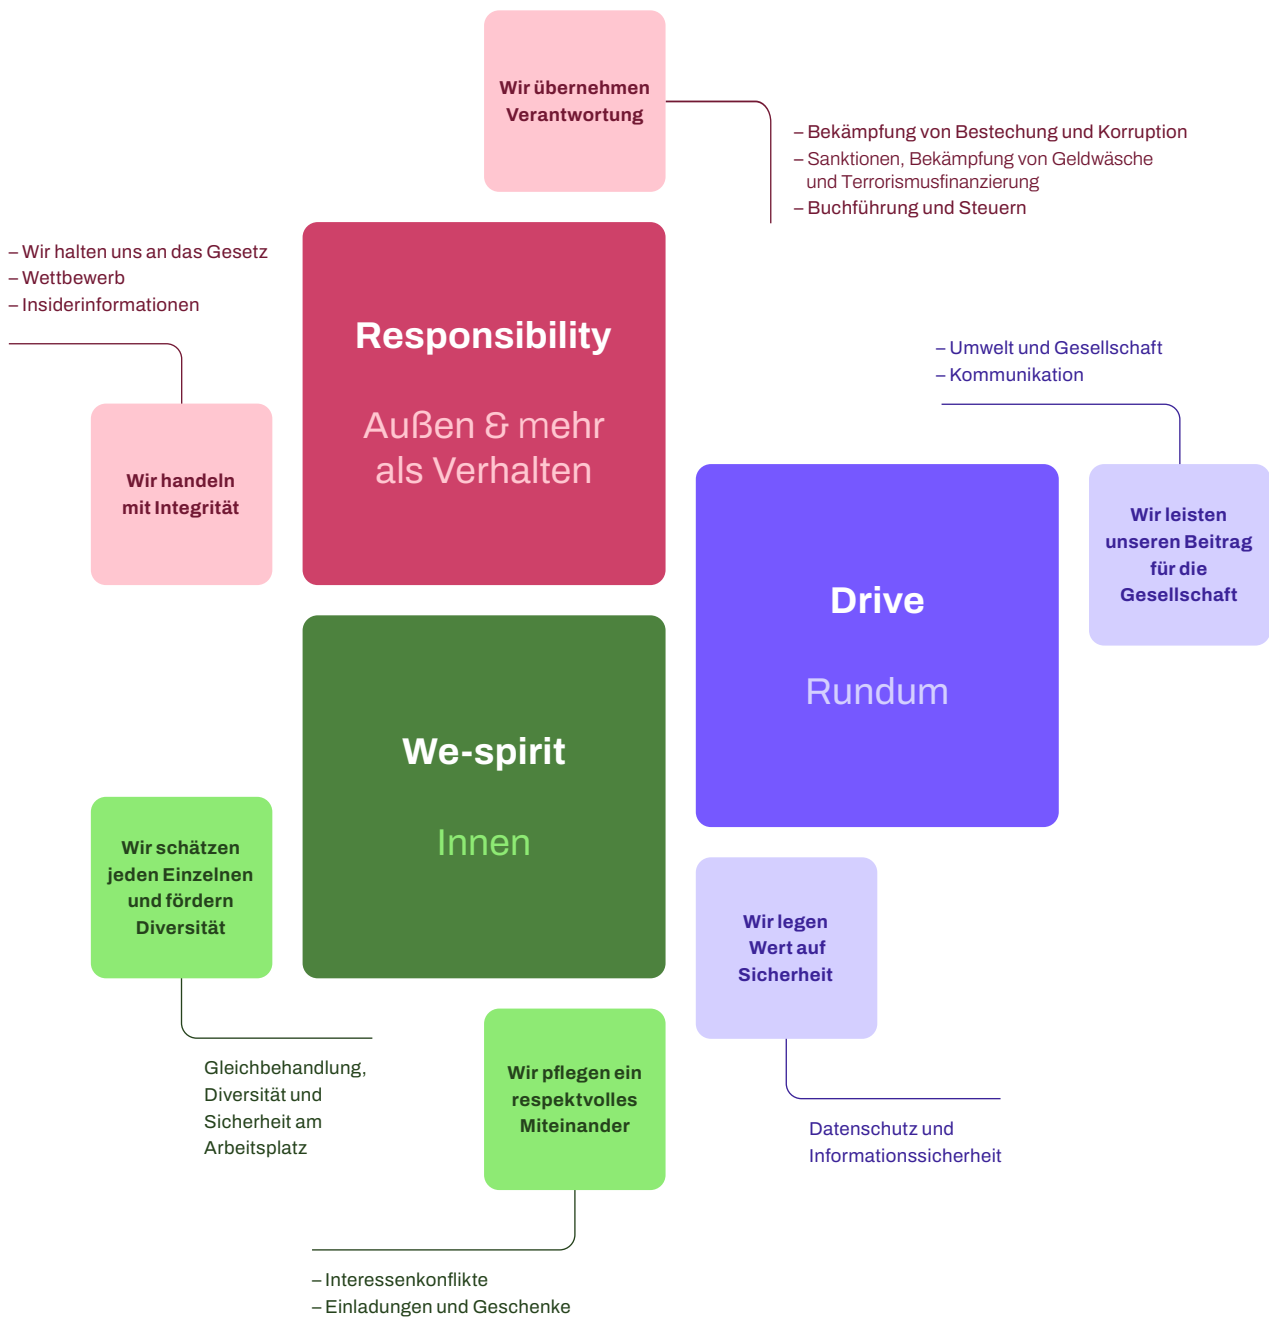 Wir übernehmen
Verantwortung
– Bekämpfung von Bestechung und Korruption
– Sanktionen, Bekämpfung von Geldwäsche
und Terrorismusfinanzierung
– Buchführung und Steuern
– Wir halten uns an das Gesetz
– Wettbewerb
– Insiderinformationen
Wir handeln
mit Integrität
Responsibility
Außen & mehr
als Verhalten
– Umwelt und Gesellschaft
– Kommunikation
Wir leisten
unseren Beitrag
für die
Gesellschaft
Drive
Rundum
We-spirit
Innen
Wir schätzen
jeden Einzelnen
und fördern
Diversität
Gleichbehandlung,
Diversität und
Sicherheit am
Arbeitsplatz
Wir pflegen ein
respektvolles
Miteinander
– Interessenkonflikte
– Einladungen und Geschenke
Wir legen
Wert auf
Sicherheit
Datenschutz und
Informationssicherheit